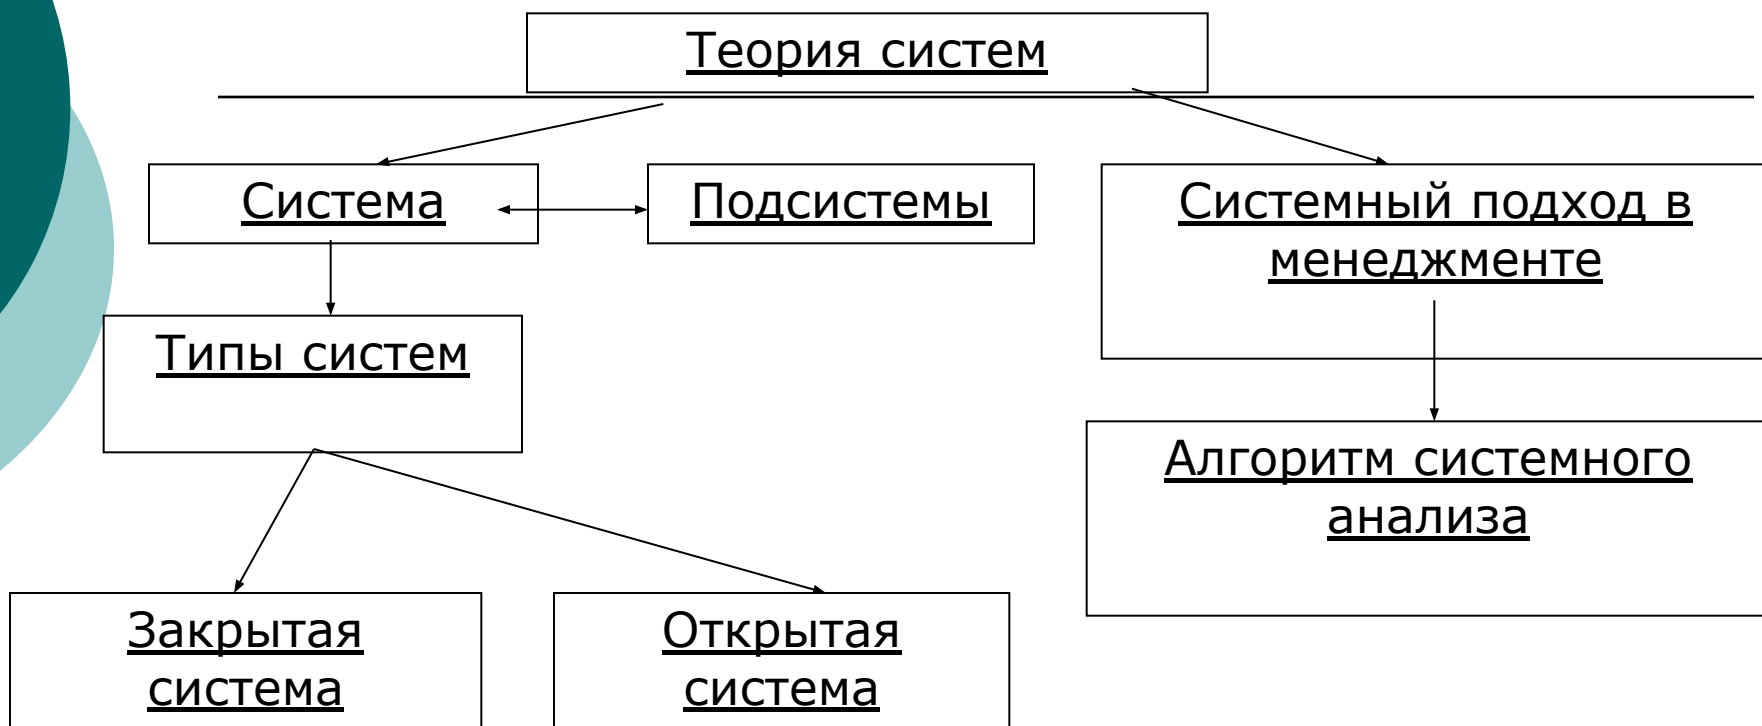 Теория систем
Система
Подсистемы
Системный подход в
менеджменте
Типы систем
Алгоритм системного
анализа
Закрытая
система
Открытая
система